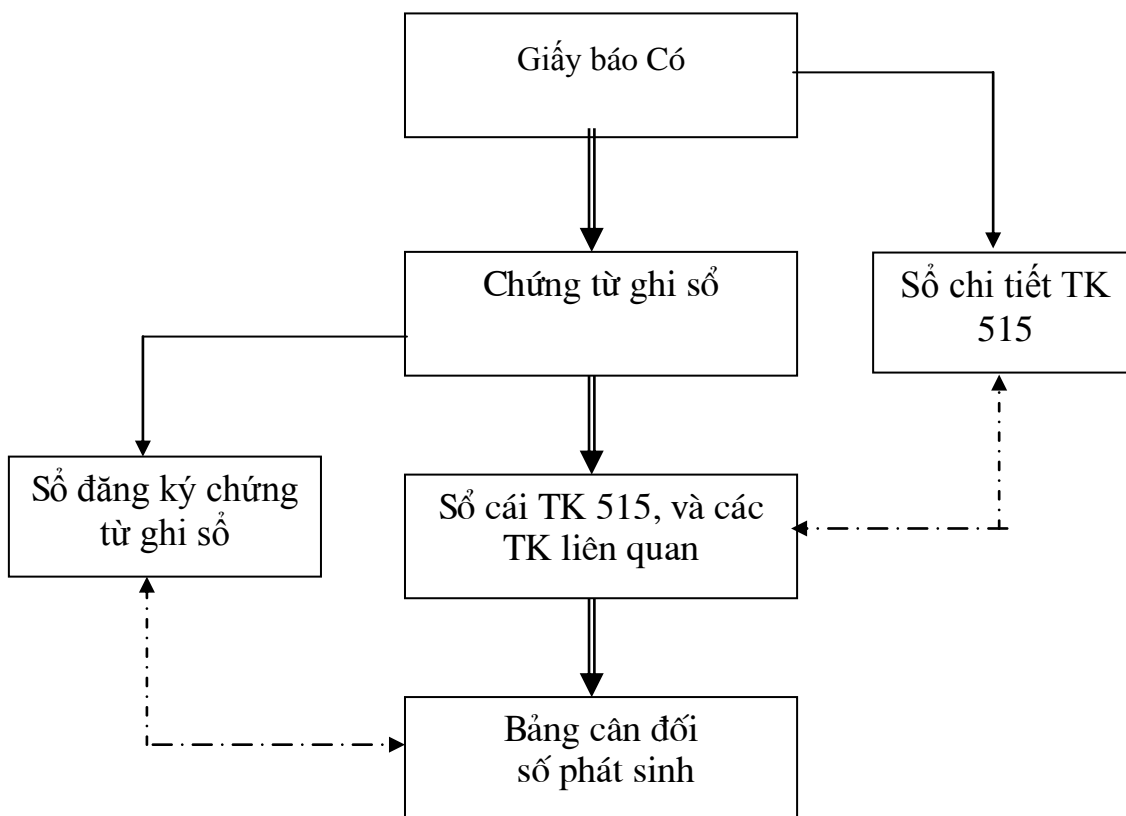 Giấy báo Có
Chứng từ ghi sổ
Sổ chi tiết TK
515
Sổ đăng ký chứng
từ ghi sổ
Sổ cái TK 515, và các
TK liên quan
Bảng cân đối
số phát sinh